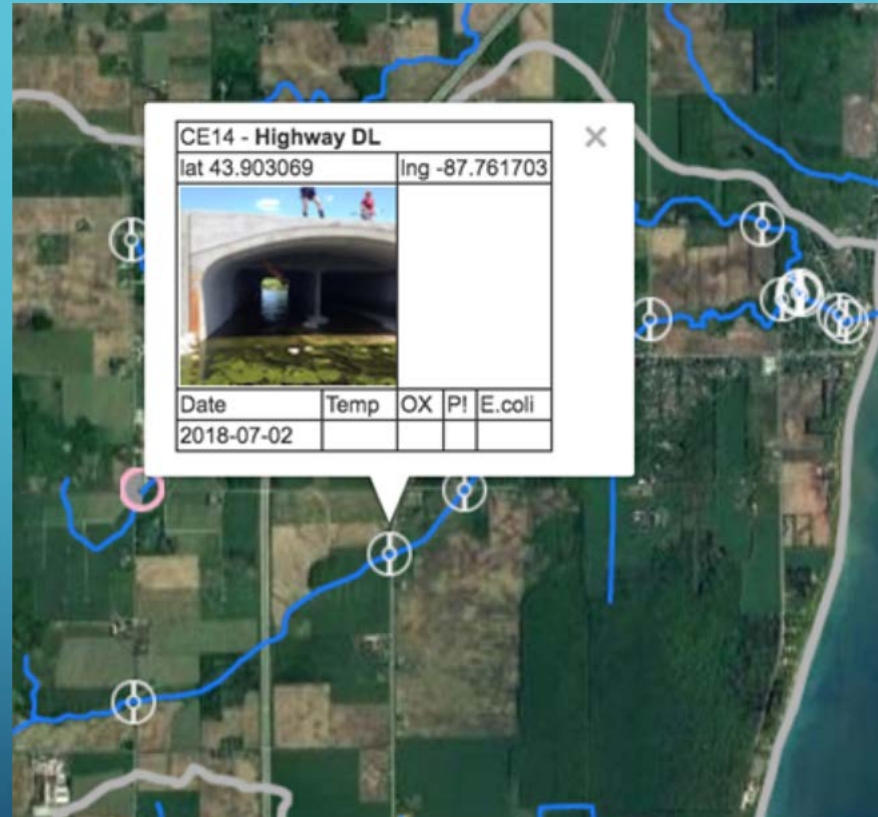 CE14 - Highway DL
lat 43.903069 lng -87.761703
Date Temp OX P! E.coli
2018-07-02